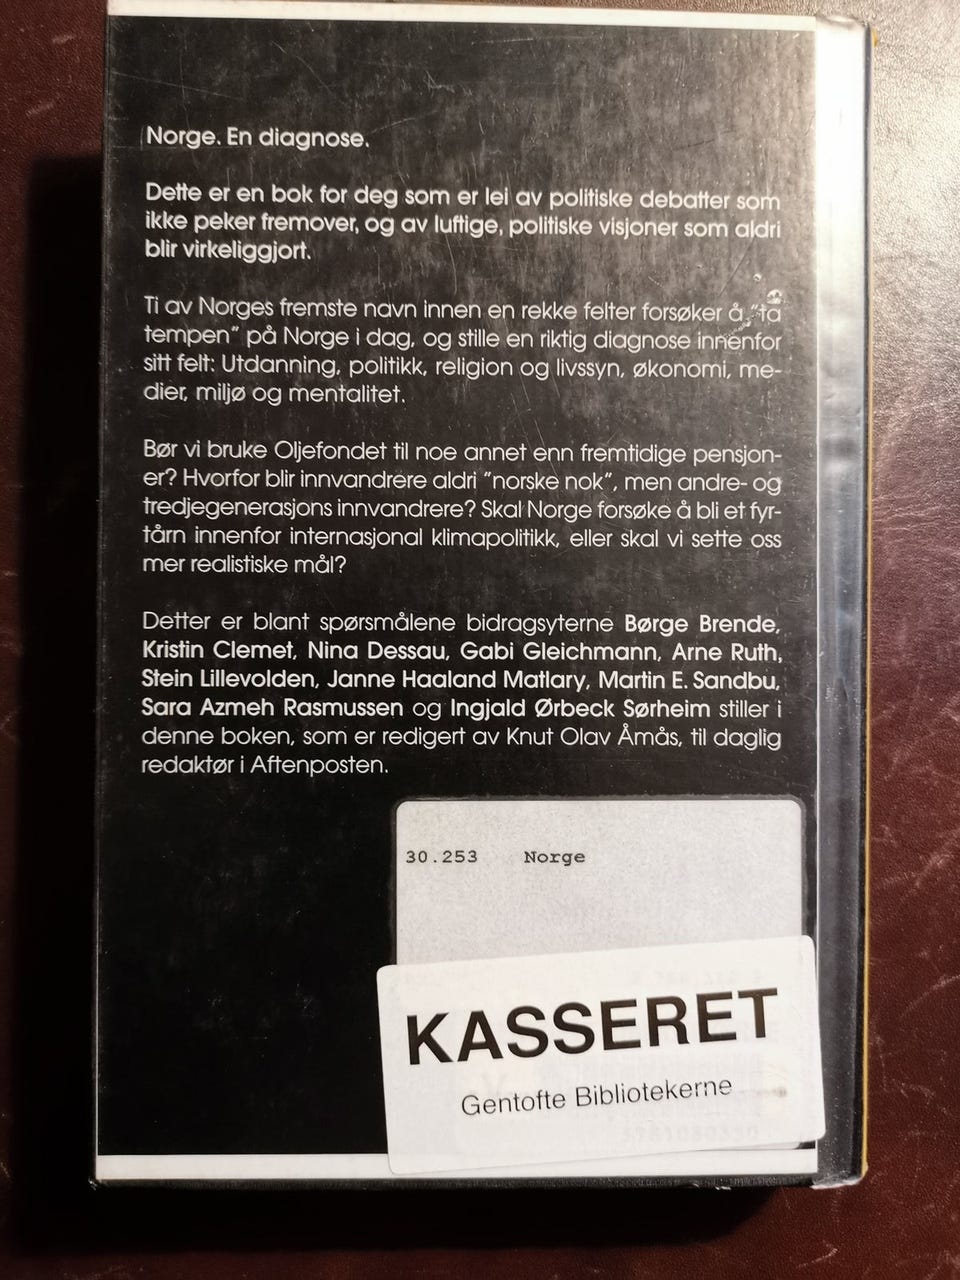 Norge. En diagnose.
Dette er en bok for deg som er lei av politiske debatter som
ikke peker fremover, og av luftige, politiske visjoner som aldri
blir virkeliggjort.
Ti av Norges fremste navn innen en rekke felter forsøker å "ta
tempen" på Norge i dag, og stille en riktig diagnose innenfor
sitt felt: Utdanning, politikk, religion og livssyn, økonomi, me-
dier, miljø og mentalitet.
Bør vi bruke Oljefondet til noe annet enn fremtidige pensjon-
er? Hvorfor blir innvandrere aldri "norske nok", men andre- og
tredjegenerasjons innvandrere? Skal Norge forsøke å bli et fyr-
tårn innenfor internasjonal klimapolitikk, eller skal vi sette oss
mer realistiske mål?
Detter er blant spørsmålene bidragsyterne Børge Brende,
Kristin Clemet, Nina Dessau, Gabi Gleichmann, Arne Ruth,
Stein Lillevolden, Janne Haaland Matlary, Martin E. Sandbu,
Sara Azmeh Rasmussen og Ingjald Ørbeck Sørheim stiller i
denne boken, som er redigert av Knut Olav Åmås, til daglig
redaktør i Aftenposten.
30.253 Norge
KASSERET
Gentofte Bibliotekerne